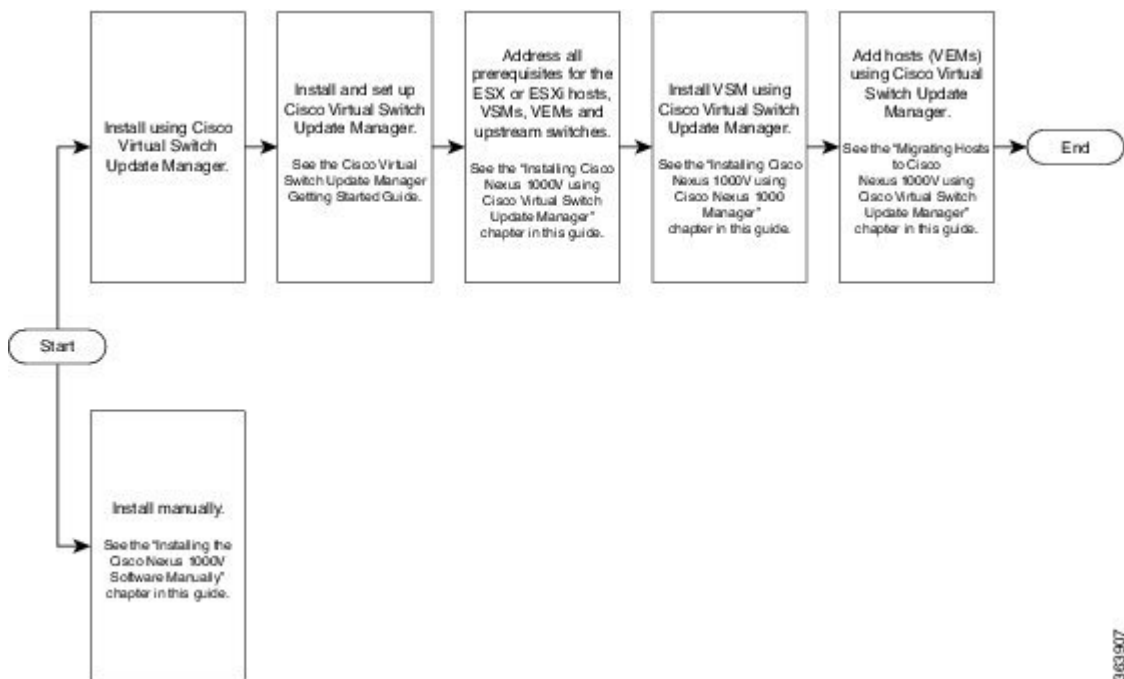 Install using Cisco
Virtual Switch
Update Manager.
Install and set up
Cisco Virtual Switch
Update Manager.
See the Cisco Virtual
Switch Update Manager
Getting Started Guide.
Address all
prerequisites for the
ESX or ESXi hosts,
VSMs, VEMs and
upstream switches.
See the "Installing Cisco
Nexus 1000V using
Cisco Virtual Switch
Update Manager"
chapter in this guide.
Install VSM using
Cisco Virtual Switch
Update Manager.
See the "Installing Cisco
Nexus 1000V using
Cisco Nexus 1000
Manager"
chapter in this guide.
Add hosts (VEMs)
using Cisco Virtual
Switch Update
Manager.
See the "Migrating Hosts
to Cisco
Nexus 1000V using
Cisco Virtual Switch
Update Manager"
chapter in this guide.
End
Start
Install manually.
See the "Installing the
Cisco Nexus 1000V
Software Manually"
chapter in this guide.
363907